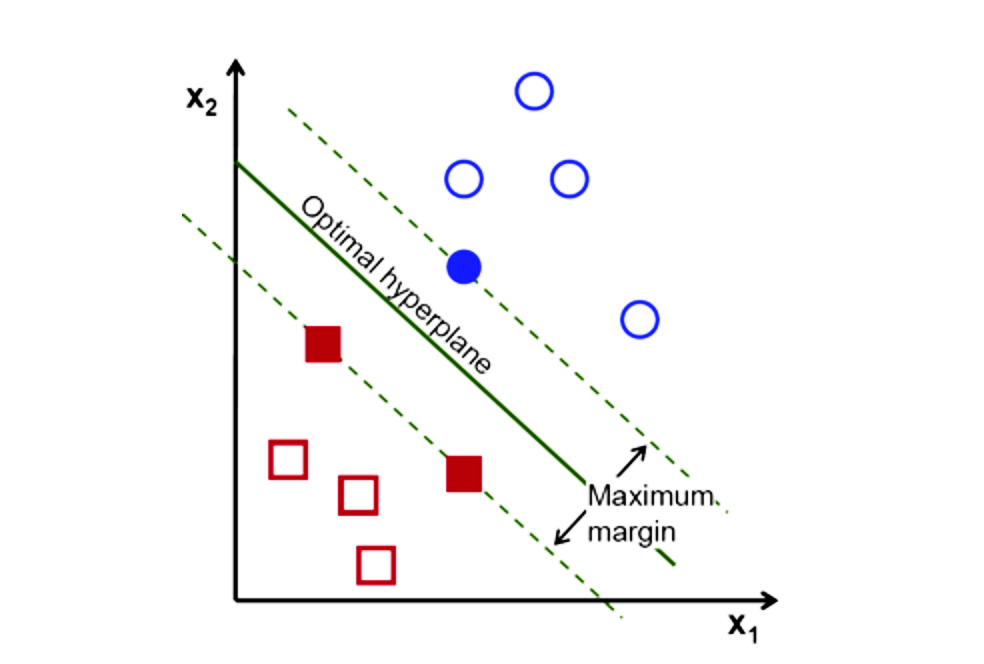 x₂
Optimal hyperplane
Maximum
margin
x₁